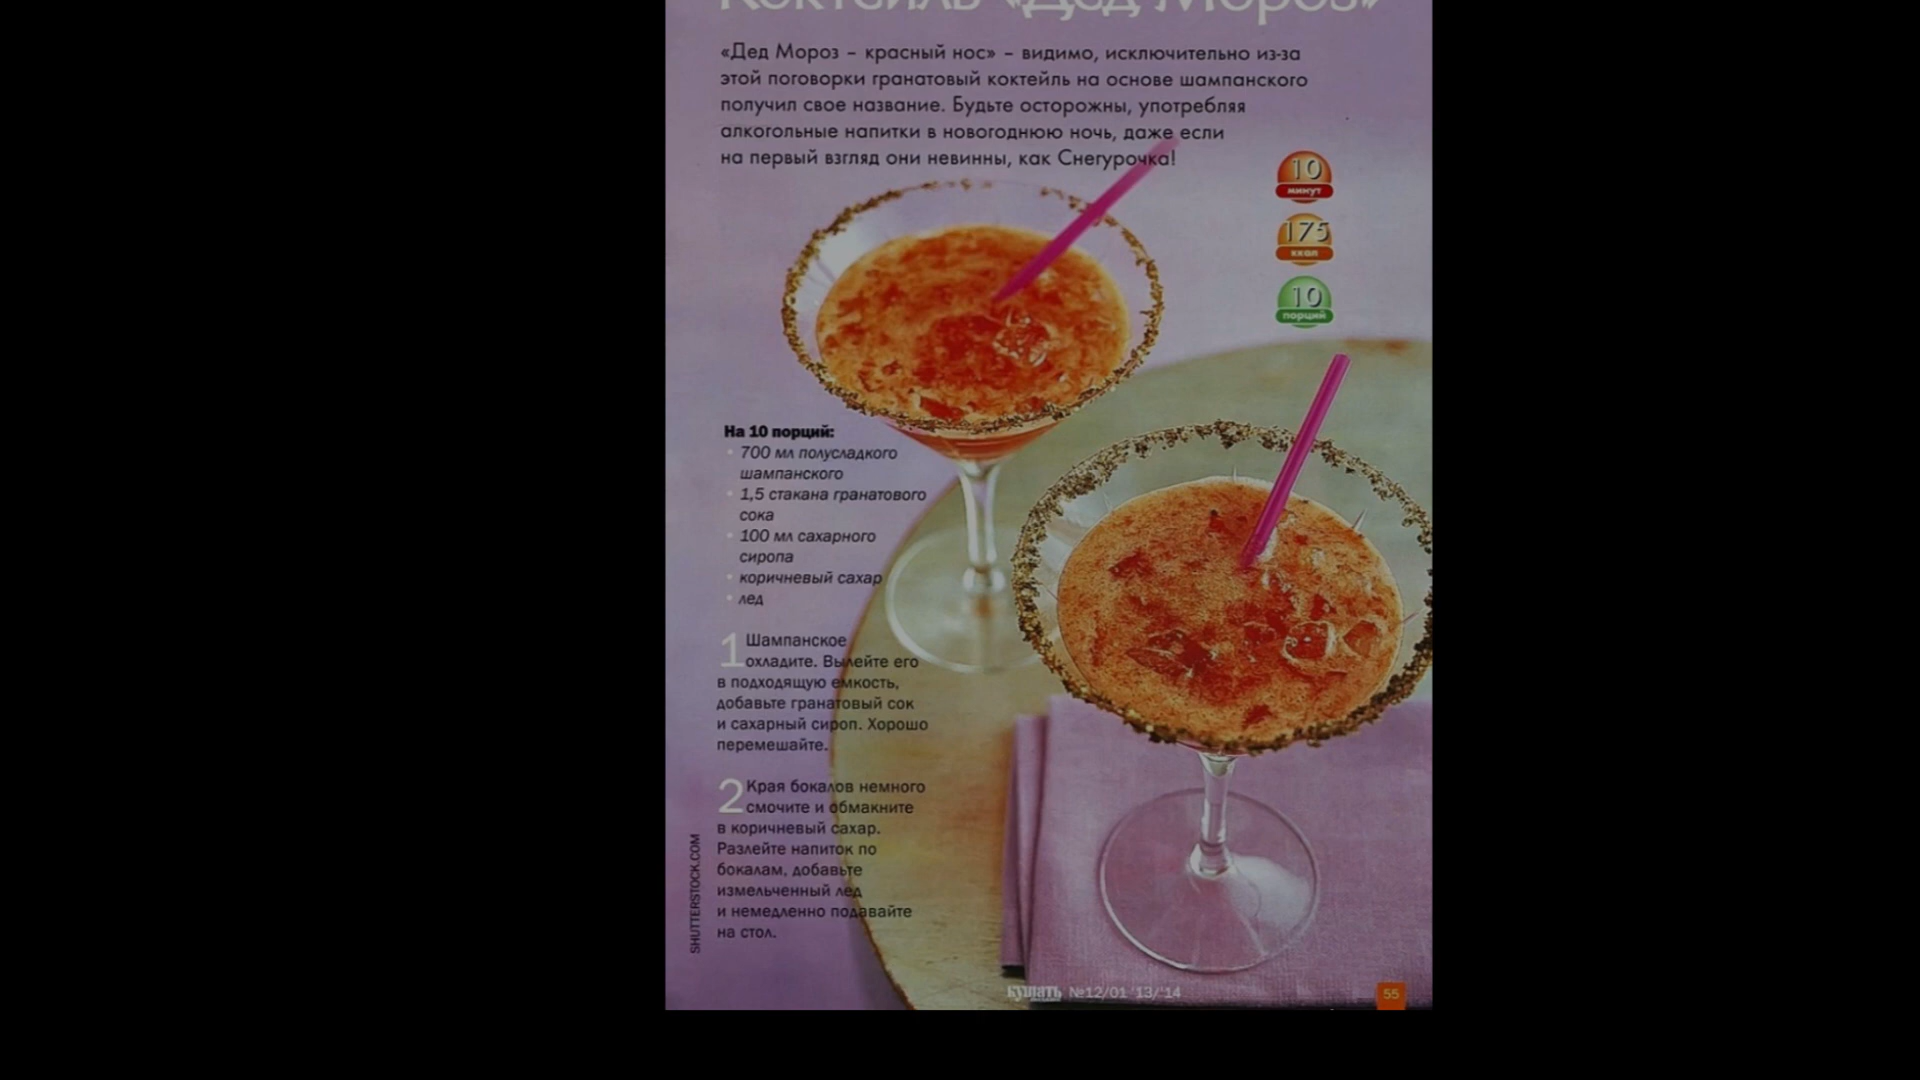 Коктейль «Дед Мороз»
«Дед Мороз – красный нос» – видимо, исключительно из-за
этой поговорки гранатовый коктейль на основе шампанского
получил свое название. Будьте осторожны, употребляя
алкогольные напитки в новогоднюю ночь, даже если
на первый взгляд они невинны, как Снегурочка!
10
минут
175
ккал
10
порций
На 10 порций:
• 700 мл полусладкого
шампанского
• 1,5 стакана гранатового
сока
• 100 мл сахарного
сиропа
• коричневый сахар
• лед
1 Шампанское
охладите. Вылейте его
в подходящую емкость,
добавьте гранатовый сок
и сахарный сироп. Хорошо
перемешайте.
2 Края бокалов немного
смочите и обмакните
в коричневый сахар.
Разлейте напиток по
бокалам, добавьте
измельченный лед
и немедленно подавайте
на стол.
SHUTTERSTOCK.COM
кушать №12/01 '13/'14
55